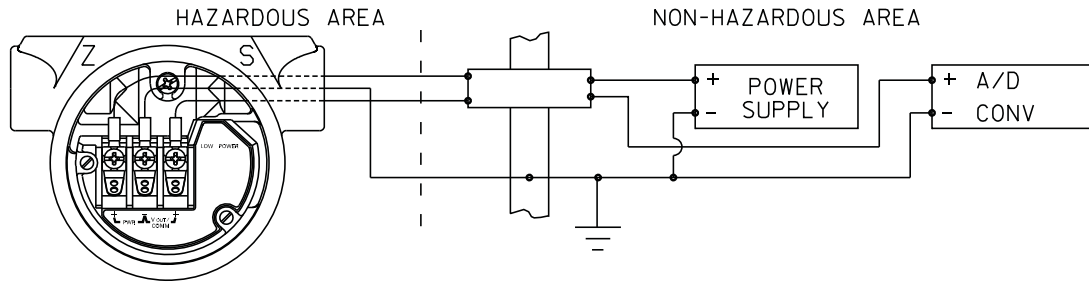 HAZARDOUS AREA
NON-HAZARDOUS AREA
Z S
LOW POWER
+ - +
PWR V OUT/
COMM
+ POWER
- SUPPLY
+ A/D
- CONV